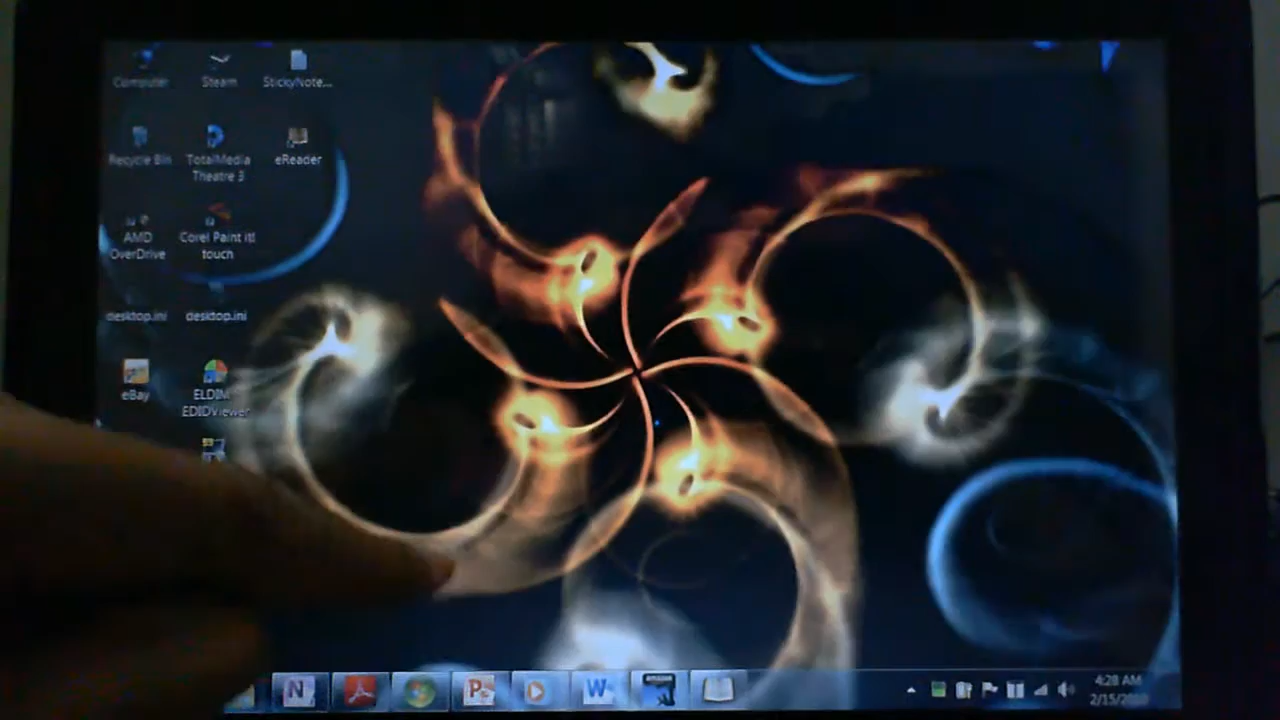 Computer
Steam
StickyNote...
Recycle Bin
TotalMedia
Theatre 3
eReader
AMD
OverDrive
Corel Paint it!
touch
desktop.ini
desktop.ini
eBay
ELDIM
EDIDViewer
N
P
W
amazon
4:28 AM